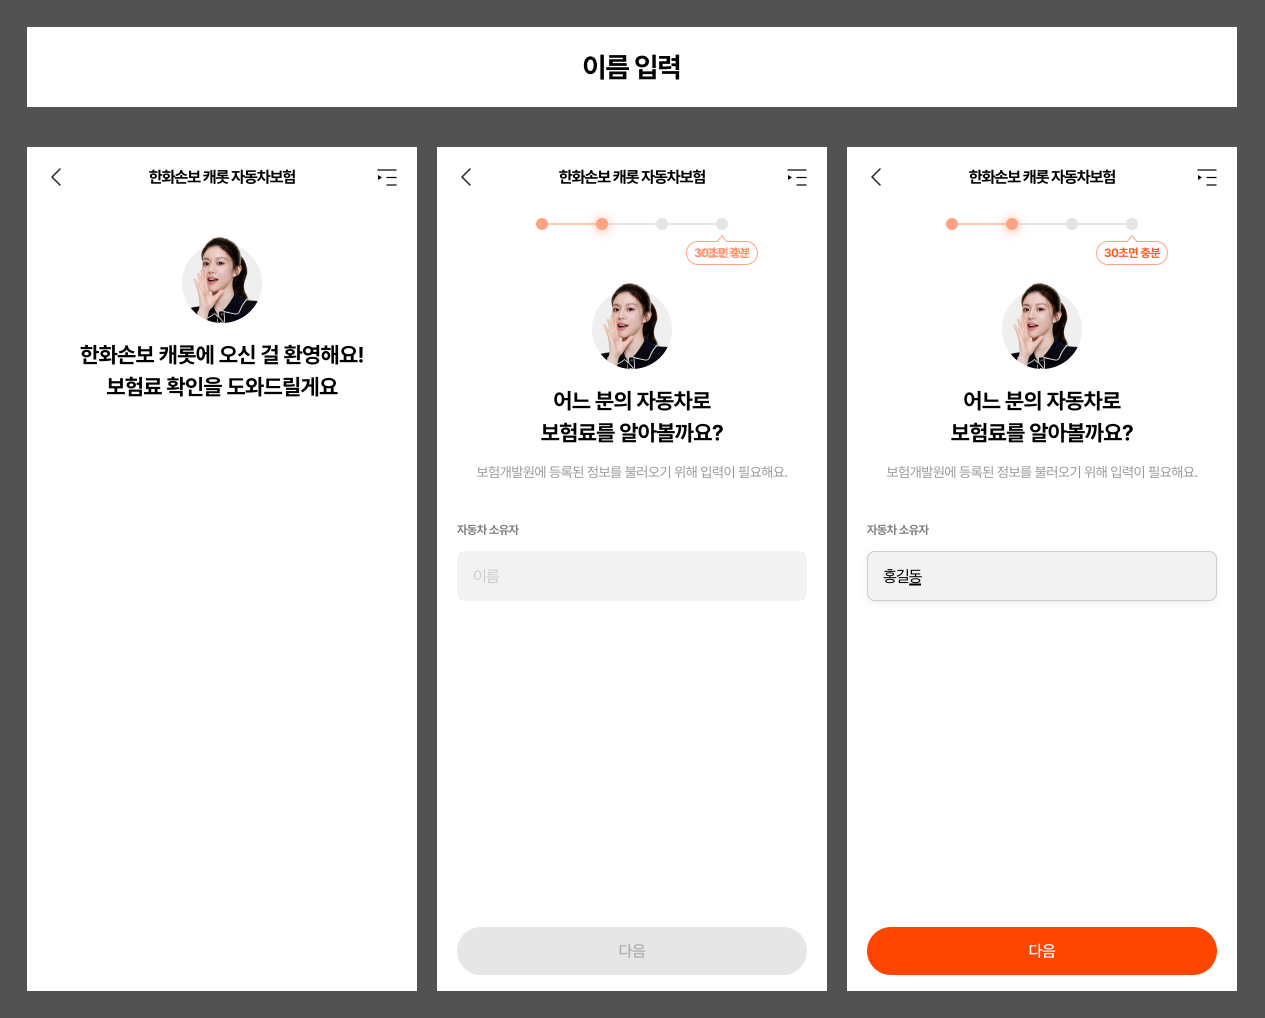 이름 입력
한화손보 캐롯 자동차보험
한화손보 캐롯에 오신 걸 환영해요!
보험료 확인을 도와드릴게요
한화손보 캐롯 자동차보험
30초면 충분
어느 분의 자동차로
보험료를 알아볼까요?
보험개발원에 등록된 정보를 불러오기 위해 입력이 필요해요.
자동차 소유자
이름
다음
한화손보 캐롯 자동차보험
30초면 충분
어느 분의 자동차로
보험료를 알아볼까요?
보험개발원에 등록된 정보를 불러오기 위해 입력이 필요해요.
자동차 소유자
홍길동
다음